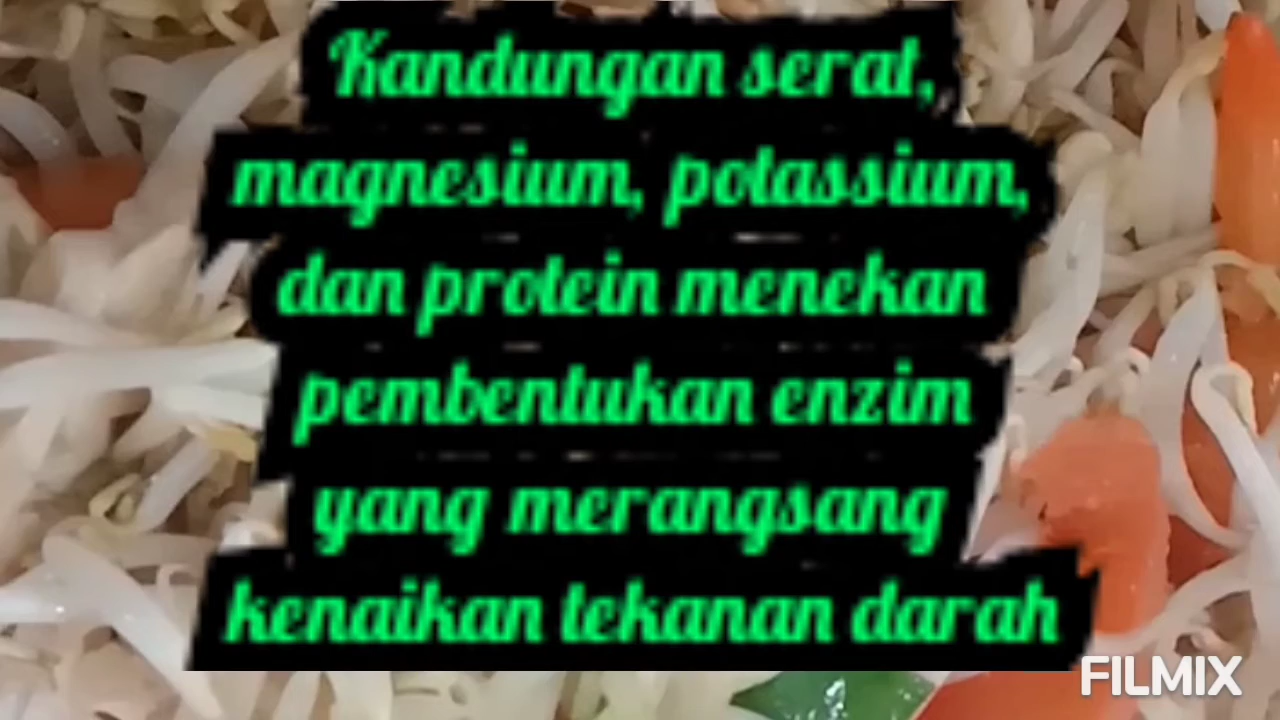 Kandungan serat,
magnesium, potassium,
dan protein menekan
pembentukan enzim
yang merangsang
kenaikan tekanan darah
FILMIX